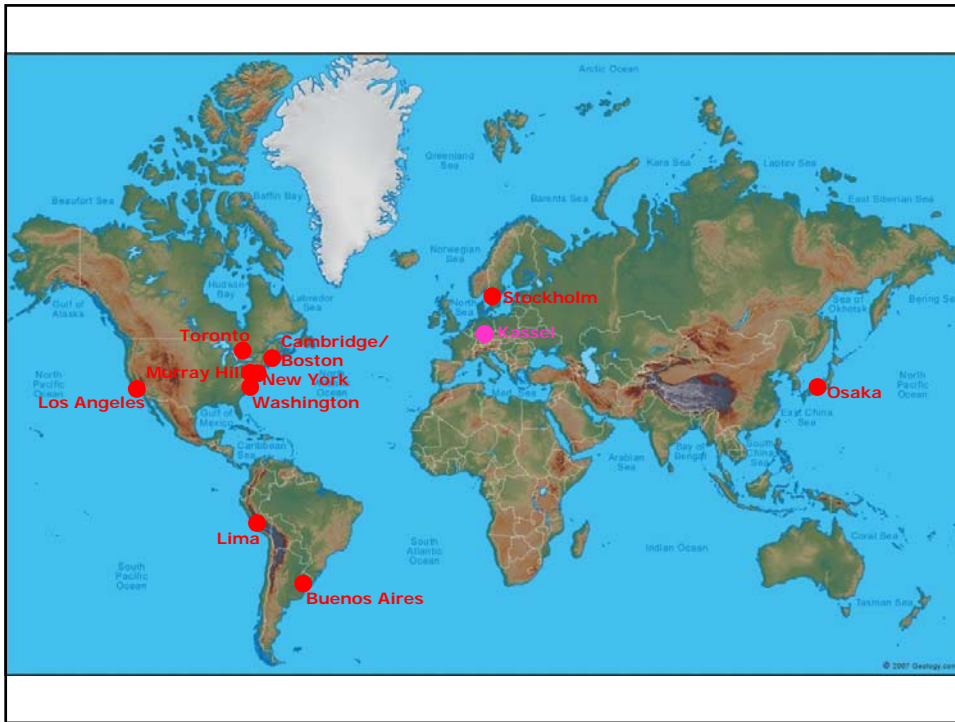 Arctic Ocean
Greenland
Sea
Kara Sea
Laptev Sea
Beaufort Sea
Baffin Bay
Barents Sea
East Siberian Sea
Norwegian
Sea
Hudson
Bay
Labrador
Sea
Gulf of
Alaska
Sea of
Okhotsk
Bering Sea
North
Sea
Stockholm
Kassel
Toronto
Cambridge/
Boston
Murray Hill
New York
Washington
Los Angeles
North
Pacific
Ocean
North
Gulf of
Mexico
Caribbean
Sea
Med. Sea
Osaka
North
Pacific
Ocean
East China
Sea
Arabian
Sea
Bay of
Bengal
South
China
Sea
Lima
Buenos Aires
South
Pacific
Ocean
South
Atlantic
Ocean
Indian Ocean
Coral Sea
Tasman Sea
© 2007 Geology.com